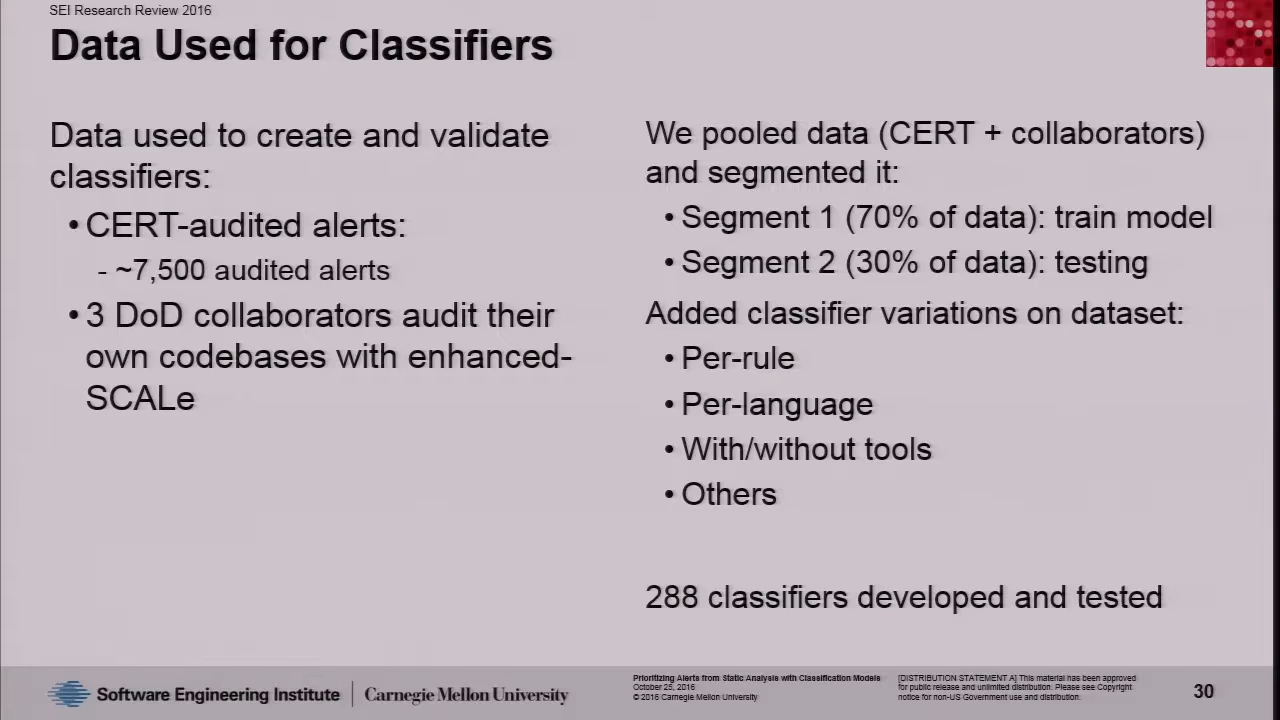 SEI Research Review 2016
Data Used for Classifiers
Data used to create and validate
classifiers:
• CERT-audited alerts:
- ~7,500 audited alerts
• 3 DoD collaborators audit their
own codebases with enhanced-
SCALe
We pooled data (CERT + collaborators)
and segmented it:
• Segment 1 (70% of data): train model
• Segment 2 (30% of data): testing
Added classifier variations on dataset:
• Per-rule
• Per-language
• With/without tools
• Others
288 classifiers developed and tested
Software Engineering Institute
Carnegie Mellon University
Prioritizing Alerts from Static Analysis with Classification Models
October 25, 2016
© 2016 Carnegie Mellon University
[DISTRIBUTION STATEMENT A] This material has been approved
for public release and unlimited distribution. Please see Copyright
notice for non-US Government use and distribution.
30